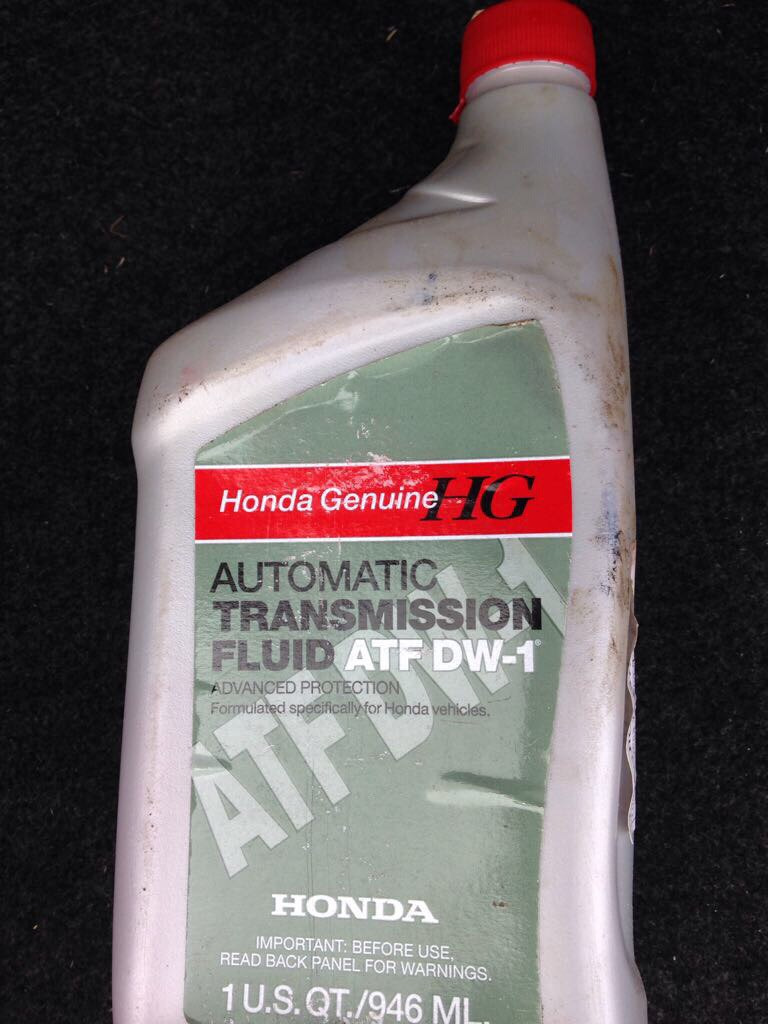 Honda Genuine HG
AUTOMATIC
TRANSMISSION
FLUID ATF DW-1®
ADVANCED PROTECTION
Formulated specifically for Honda vehicles.
ATF DW-1
HONDA
IMPORTANT: BEFORE USE,
READ BACK PANEL FOR WARNINGS.
1 U.S. QT./946 ML.